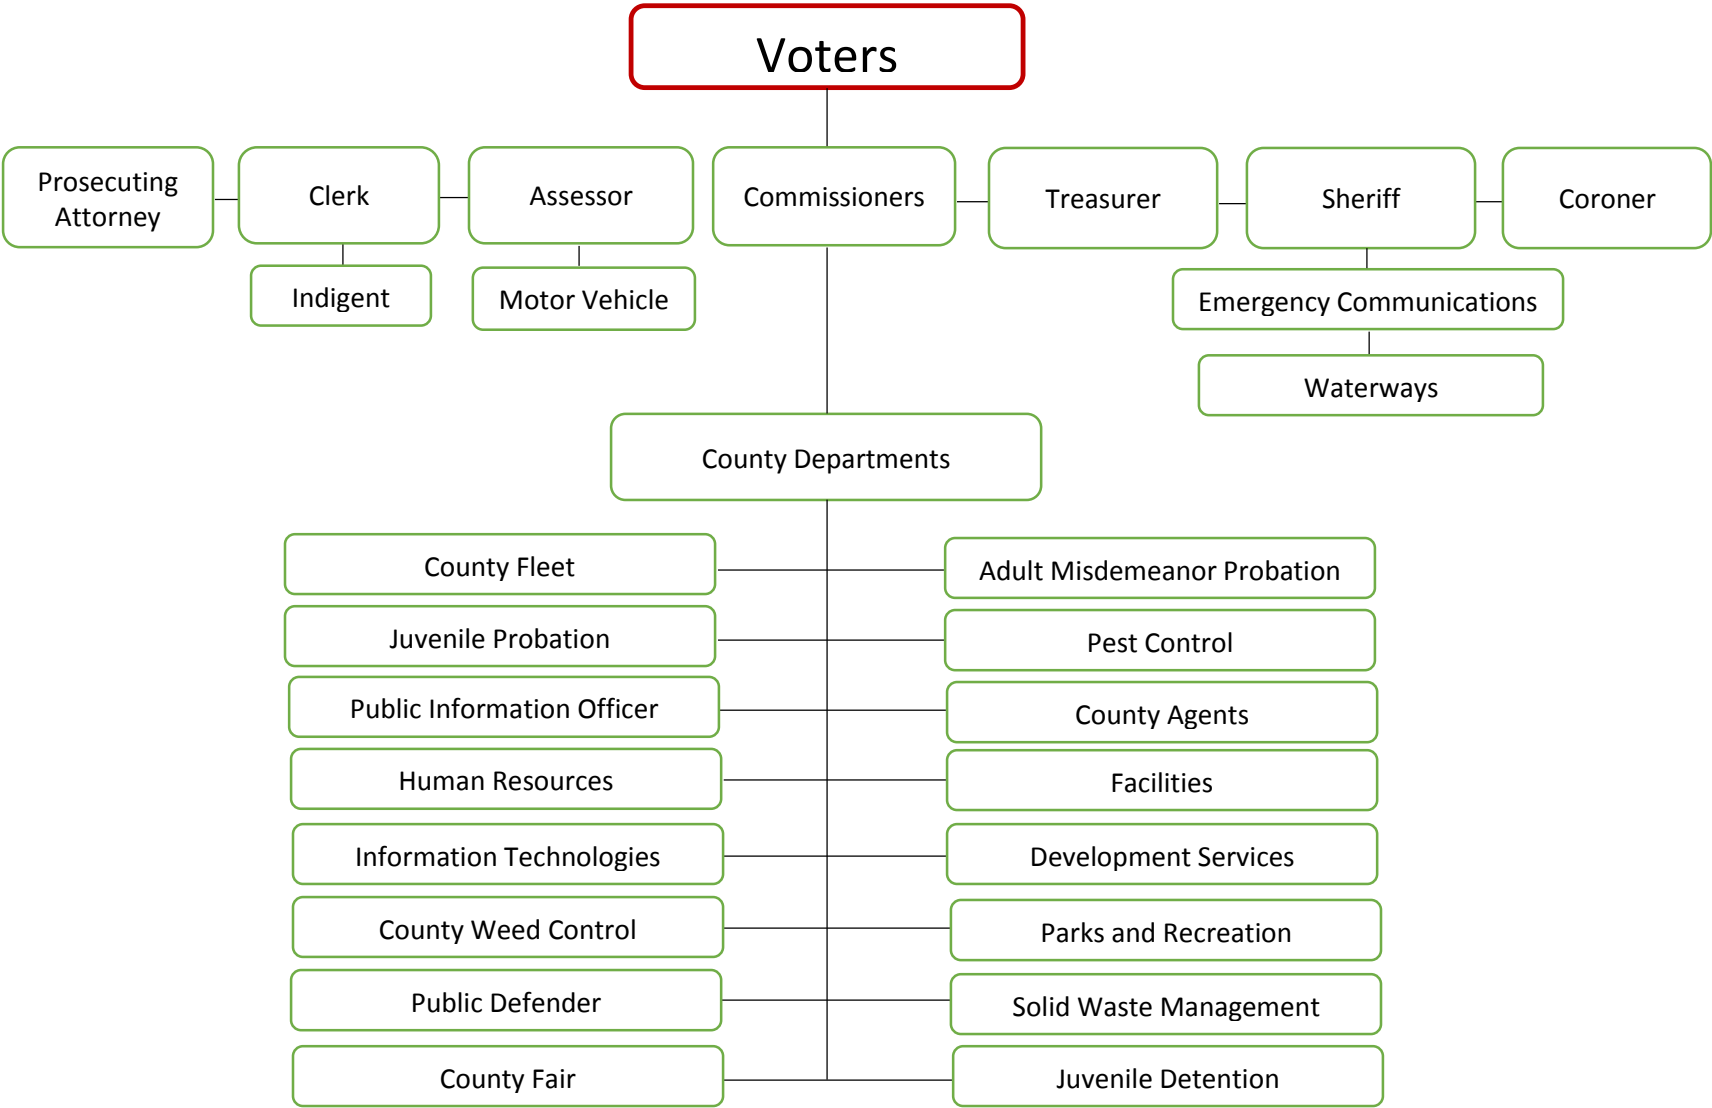 Voters
Prosecuting
Attorney
Clerk
Assessor
Commissioners
Treasurer
Sheriff
Coroner
Indigent
Motor Vehicle
Emergency Communications
Waterways
County Departments
County Fleet
Adult Misdemeanor Probation
Juvenile Probation
Pest Control
Public Information Officer
County Agents
Human Resources
Facilities
Information Technologies
Development Services
County Weed Control
Parks and Recreation
Public Defender
Solid Waste Management
County Fair
Juvenile Detention